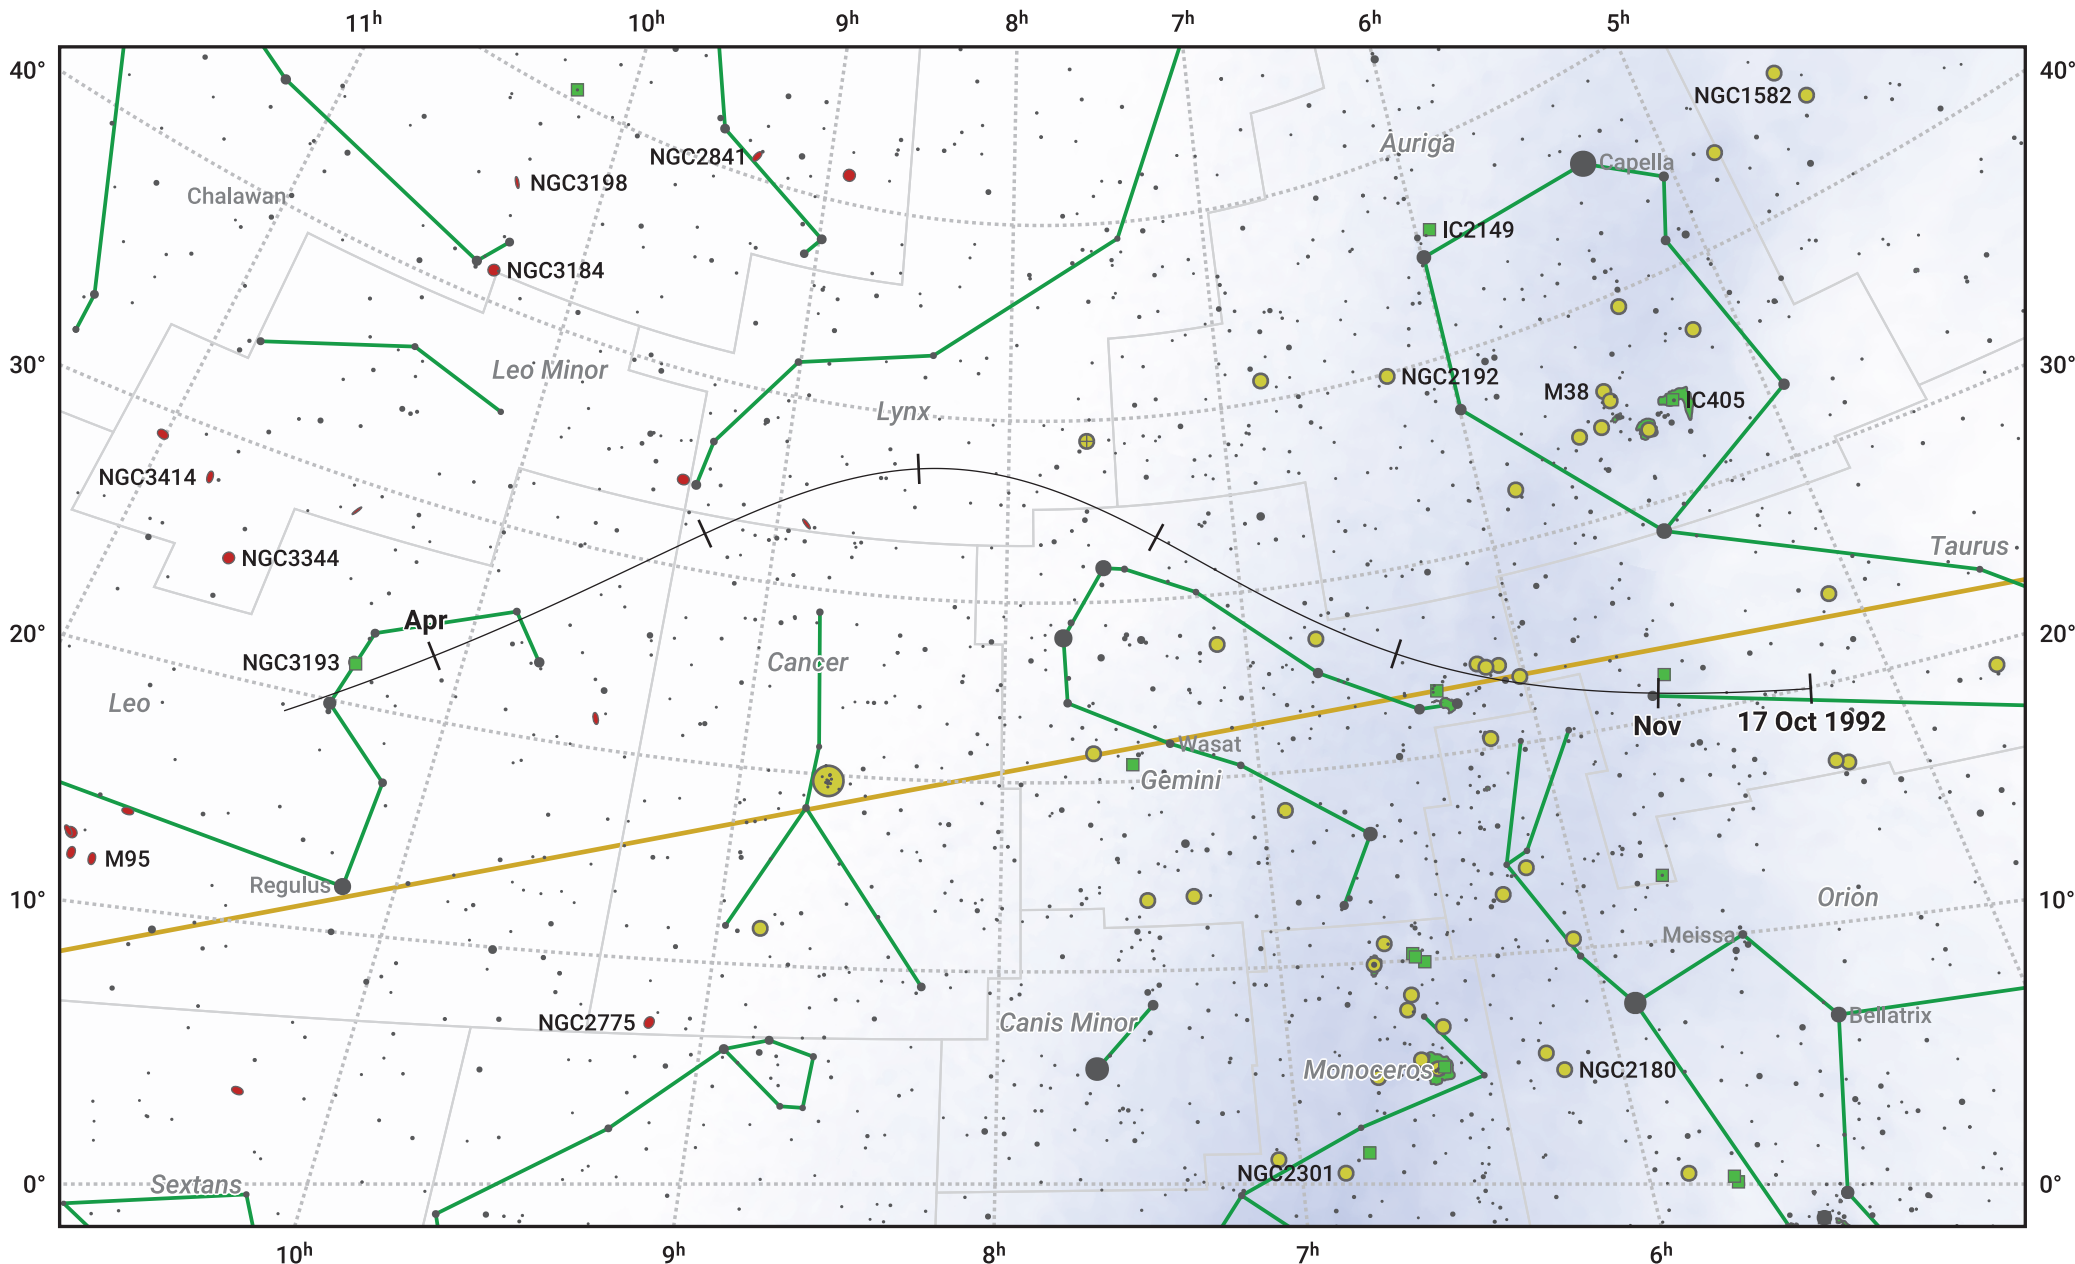 11h 10h 9h 8h 7h 6h 5h
40° 40°
NGC1582
Auriga
NGC2841
Capella
NGC3198
Chalawan
IC2149
NGC3184
30° 30°
Leo Minor
NGC2192
M38
IC405
Lynx
NGC3414
Taurus
NGC3344
Apr
20° 20°
NGC3193
Cancer
Leo
Nov
17 Oct 1992
Wasat
Gemini
M95
Regulus
10° 10°
Orion
Meissa
Bellatrix
NGC2775
Canis Minor
Monoceros
NGC2180
NGC2301
Sextans
0° 0°
10h 9h 8h 7h 6h